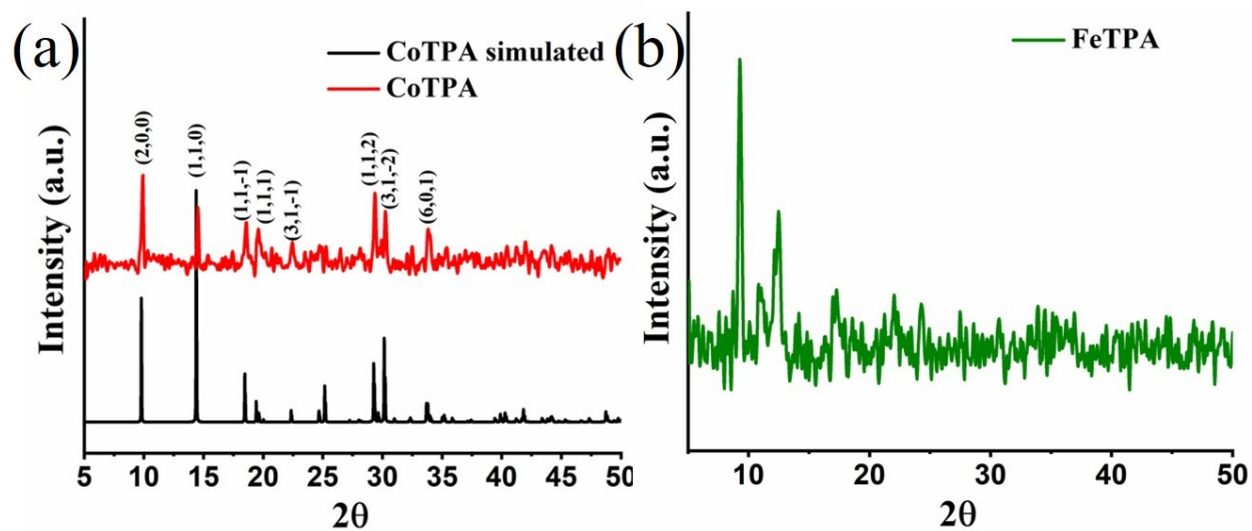 (a)
CoTPA simulated
CoTPA
(2,0,0)
(1,1,0)
(1,1,-1)
(1,1,1)
(3,1,-1)
(1,1,2)
(3,1,-2)
(6,0,1)
Intensity (a.u.)
5 10 15 20 25 30 35 40 45 50
2θ
(b)
FeTPA
Intensity (a.u.)
10 20 30 40 50
2θ